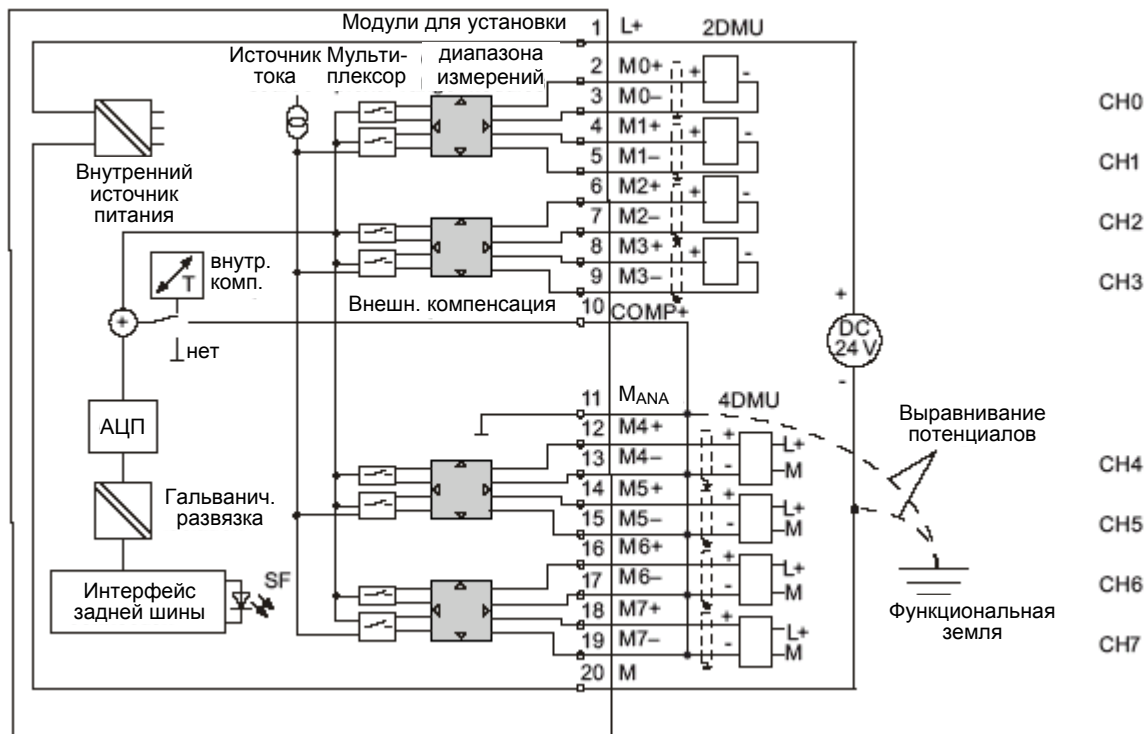 Модули для установки
диапазона
измерений
Источник
тока
Мульти-
плексор
1 L+
2DMU
2 M0+
3 M0–
+ -
CH0
4 M1+
5 M1–
+ -
CH1
6 M2+
7 M2–
+ -
CH2
8 M3+
9 M3–
+ -
CH3
Внутренний
источник
питания
T
внутр.
комп.
Внешн. компенсация
10 COMP+
+
нет
+
DC
24 V
-
11 MANA
4DMU
АЦП
Выравнивание
потенциалов
12 M4+
13 M4–
+ L+
- M
CH4
Гальванич.
развязка
14 M5+
15 M5–
+ L+
- M
CH5
16 M6+
17 M6–
+ L+
- M
CH6
Интерфейс
задней шины
SF
18 M7+
19 M7–
+ L+
- M
CH7
Функциональная
земля
20 M